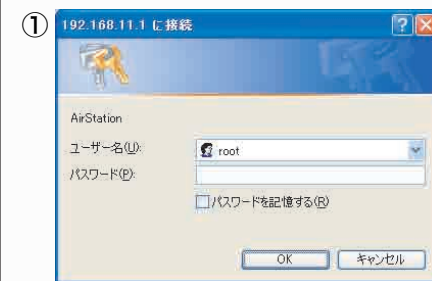 ①
192.168.11.1 に接続
AirStation
ユーザー名(U):
root
パスワード(P):
パスワードを記憶する(R)
OK
キャンセル